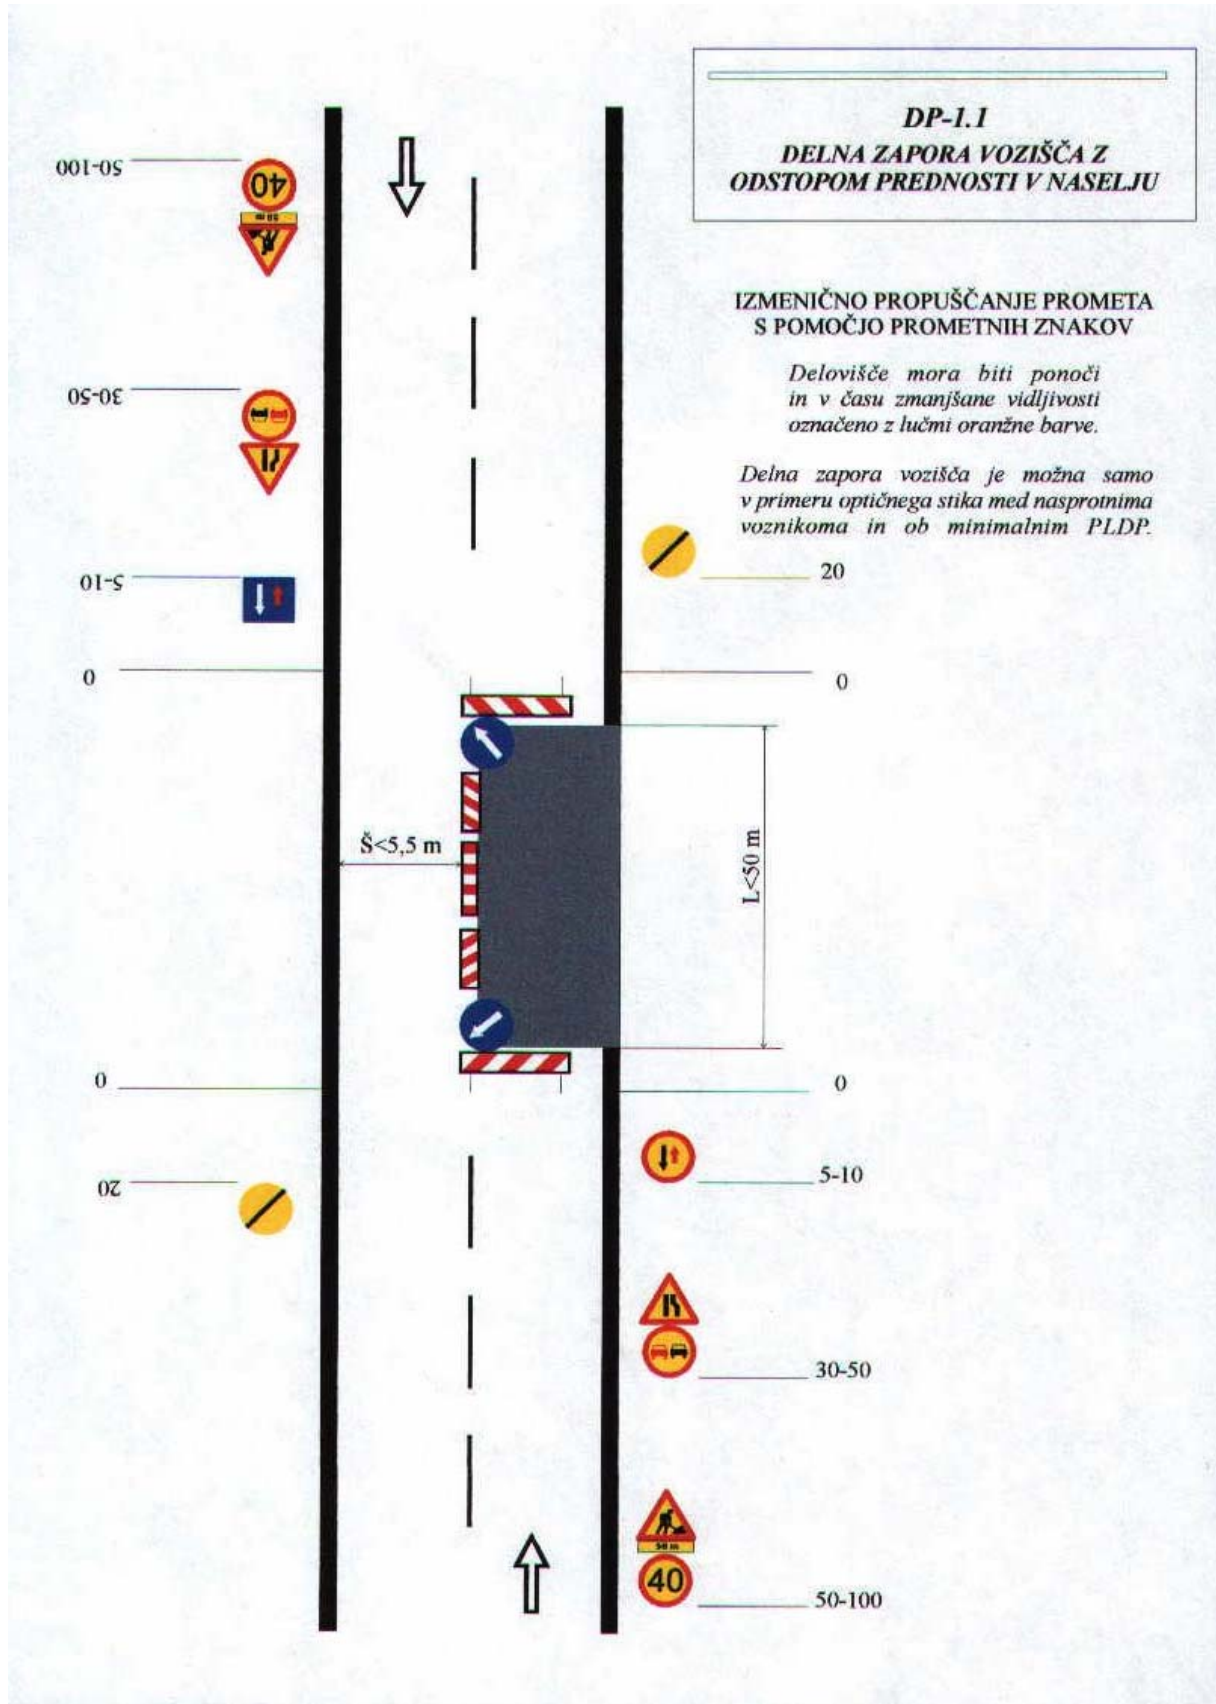 DP-1.1
DELNA ZAPORA VOZIŠČA Z
ODSTOPOM PREDNOSTI V NASELJU
IZMENIČNO PROPUŠČANJE PROMETA
S POMOČJO PROMETNIH ZNAKOV
Delovišče mora biti ponoči
in v času zmanjšane vidljivosti
označeno z lučmi oranžne barve.
Delna zapora vozišča je možna samo
v primeru optičnega stika med nasprotnima
voznikoma in ob minimalnim PLDP.
50-100
40
50 m
30-50
5-10
0
20
0
Š<5,5 m
L<50 m
0
0
20
5-10
30-50
50 m
40
50-100